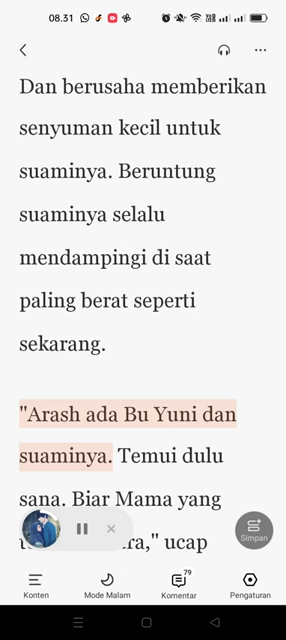 08.31
Dan berusaha memberikan
senyuman kecil untuk
suaminya. Beruntung
suaminya selalu
mendampingi di saat
paling berat seperti
sekarang.
"Arash ada Bu Yuni dan
suaminya. Temui dulu
sana. Biar Mama yang
ra," ucap
Simpan
79
Konten
Mode Malam
Komentar
Pengaturan